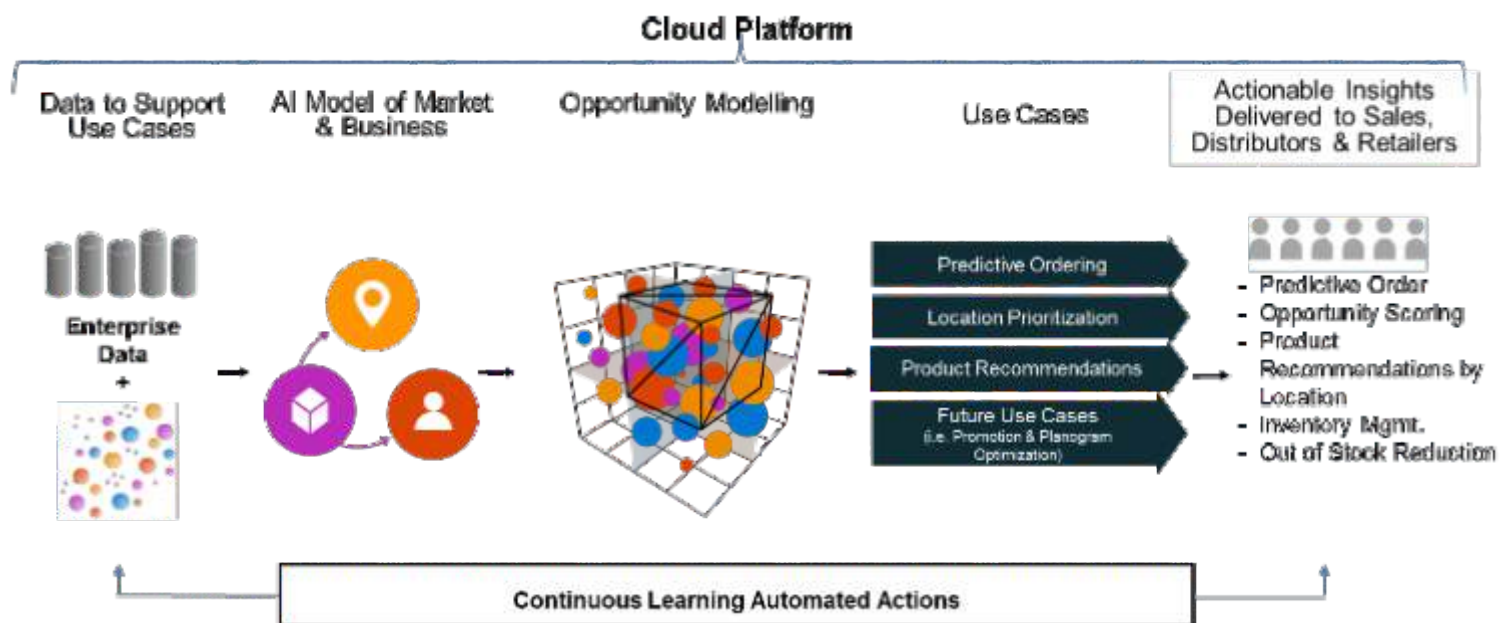 Cloud Platform
Data to Support
Use Cases
AI Model of Market
& Business
Opportunity Modelling
Use Cases
Actionable Insights
Delivered to Sales,
Distributors & Retailers
Enterprise
Data
+
Predictive Ordering
Location Prioritization
Product Recommendations
Future Use Cases
(i.e. Promotion & Planogram
Optimization)
- Predictive Order
- Opportunity Scoring
- Product
Recommendations by
Location
- Inventory Mgmt.
- Out of Stock Reduction
Continuous Learning Automated Actions